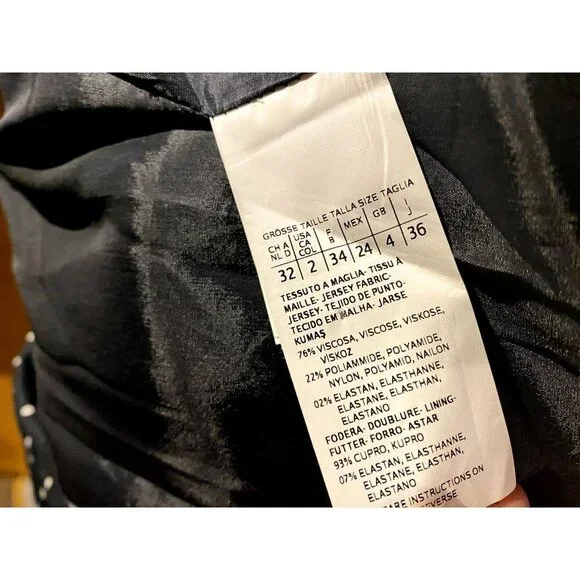 GRÖSSE TAILLE TALLA SIZE TAGLIA
CH A NL D USA CA COL F B MEX GB I J
32 2 34 24 4 36
TESSUTO A MAGLIA- TISSU À
MAILLE- JERSEY FABRIC-
JERSEY- TEJIDO DE PUNTO-
TECIDO EM MALHA- JARSE
KUMAŞ
76% VISCOSA, VISCOSE, VISKOSE,
VİSKOZ
22% POLIAMMIDE, POLYAMIDE,
NYLON, POLYAMID, NAILON
02% ELASTAN, ELASTHANNE,
ELASTANE, ELASTHAN,
ELASTANO
FODERA- DOUBLURE- LINING-
FUTTER- FORRO- ASTAR
93% CUPRO, KUPRO
07% ELASTAN, ELASTHANNE,
ELASTANE, ELASTHAN,
ELASTANO
CARE INSTRUCTIONS ON
REVERSE